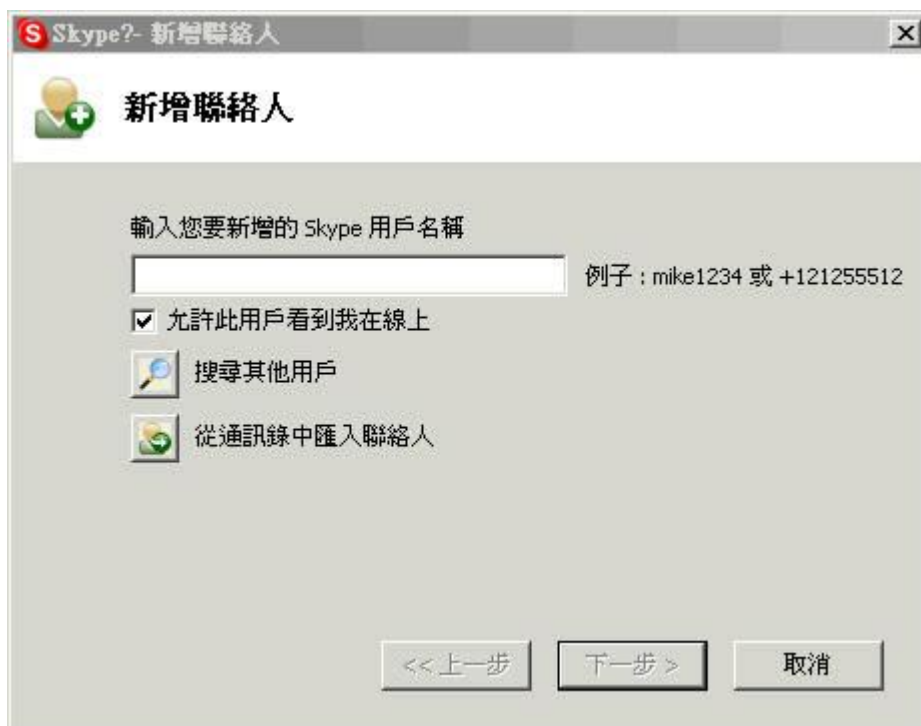 Skype?- 新增聯絡人
新增聯絡人
輸入您要新增的 Skype 用戶名稱
例子 : mike1234 或 +121255512
允許此用戶看到我在線上
搜尋其他用戶
從通訊錄中匯入聯絡人
<< 上一步 下一步 > 取消